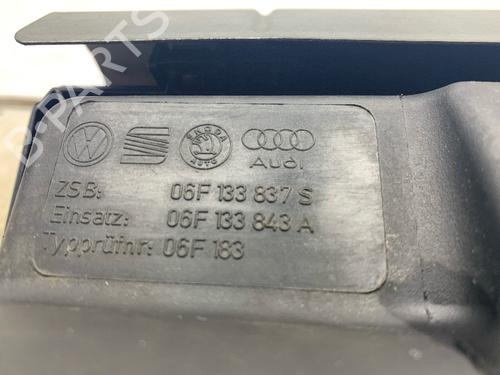 B-PARTS
SKODA
AUTO
Audi
ZSB: 06F 133 837 S
Einsatz: 06F 133 843 A
Typprüfnr: 06F 183